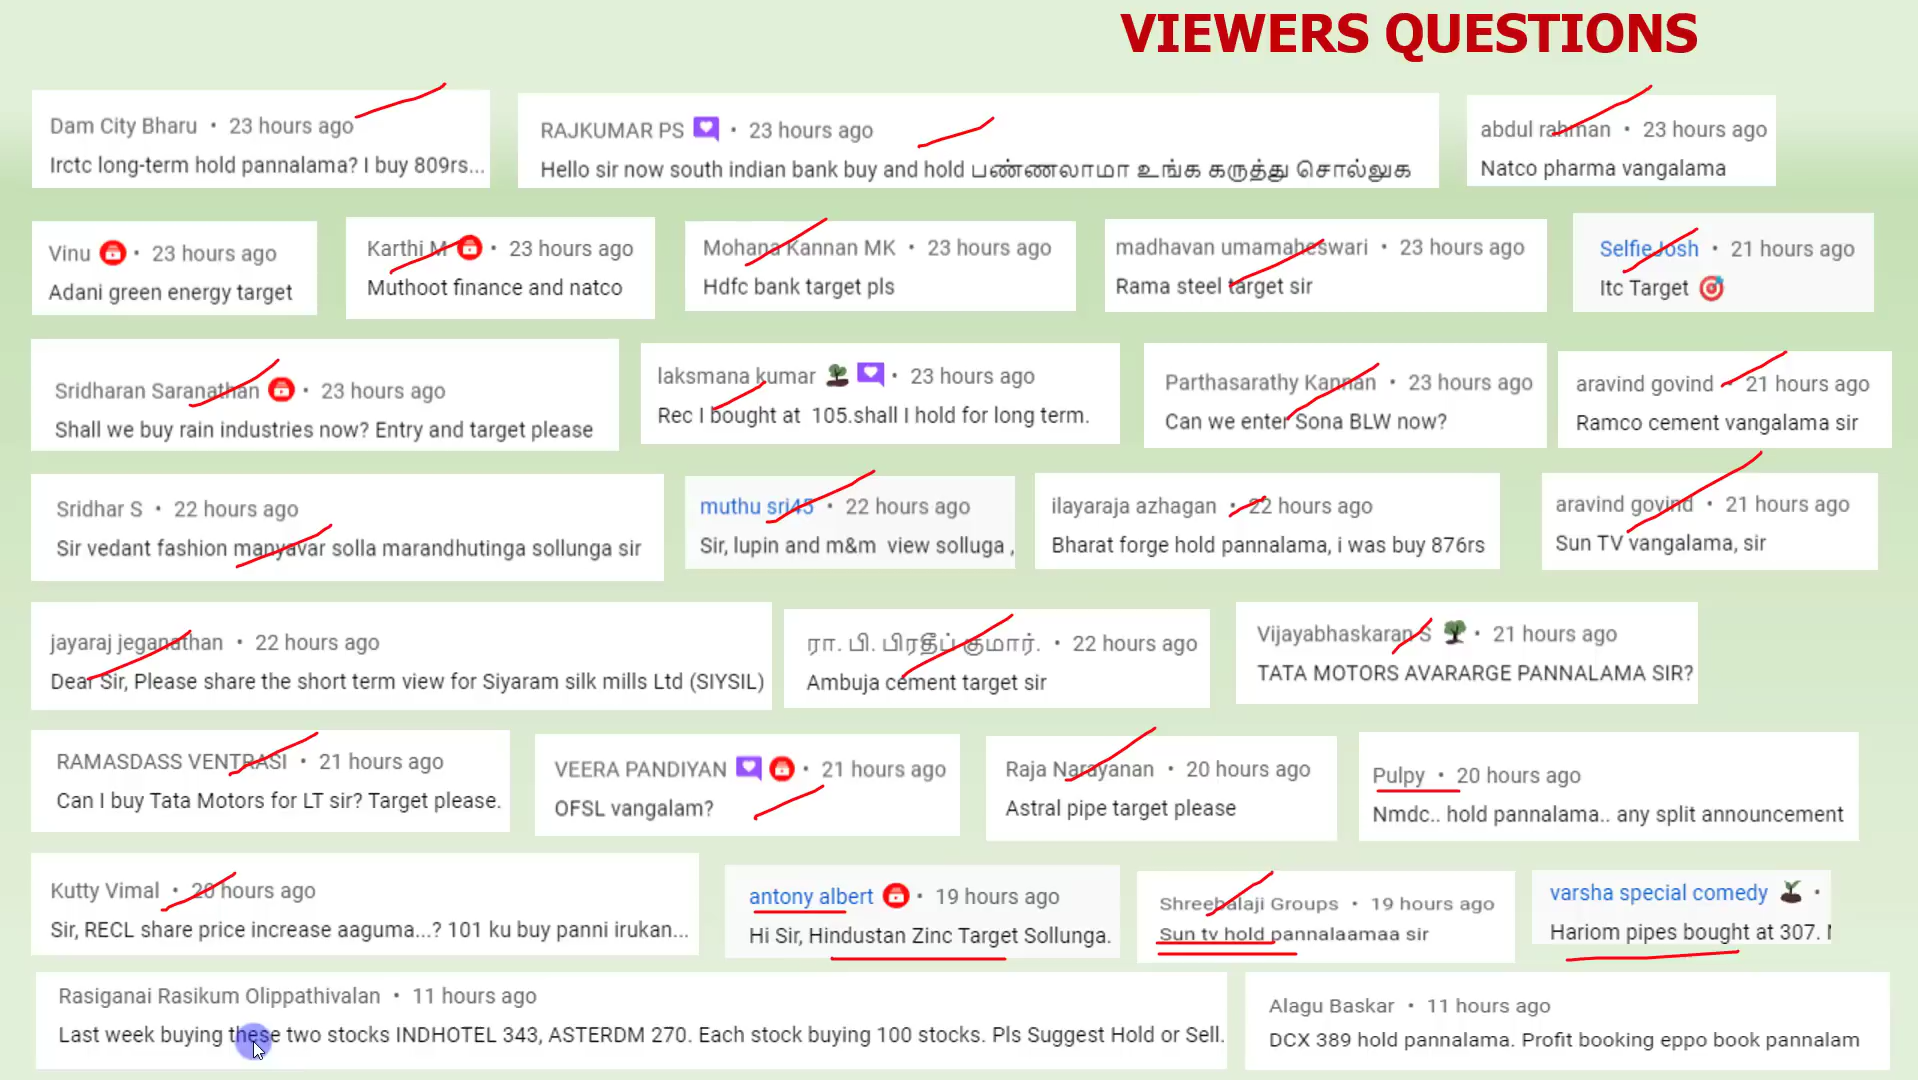 VIEWERS QUESTIONS
Dam City Bharu • 23 hours ago
Irctc long-term hold pannalama? I buy 809rs...
RAJKUMAR PS • 23 hours ago
Hello sir now south indian bank buy and hold பண்ணலாமா உங்க கருத்து சொல்லுக
abdul rahman • 23 hours ago
Natco pharma vangalama
Vinu • 23 hours ago
Adani green energy target
Karthi M • 23 hours ago
Muthoot finance and natco
Mohana Kannan MK • 23 hours ago
Hdfc bank target pls
madhavan umamaheswari • 23 hours ago
Rama steel target sir
SelfieJosh • 21 hours ago
Itc Target
Sridharan Saranathan • 23 hours ago
Shall we buy rain industries now? Entry and target please
laksmana kumar • 23 hours ago
Rec I bought at 105.shall I hold for long term.
Parthasarathy Kannan • 23 hours ago
Can we enter Sona BLW now?
aravind govind • 21 hours ago
Ramco cement vangalama sir
Sridhar S • 22 hours ago
Sir vedant fashion manyavar solla marandhutinga sollunga sir
muthu sri45 • 22 hours ago
Sir, lupin and m&m view solluga ,
ilayaraja azhagan • 22 hours ago
Bharat forge hold pannalama, i was buy 876rs
aravind govind • 21 hours ago
Sun TV vangalama, sir
jayaraj jeganathan • 22 hours ago
Dear Sir, Please share the short term view for Siyaram silk mills Ltd (SIYSIL)
ரா. பி. பிரதீப் குமார். • 22 hours ago
Ambuja cement target sir
Vijayabhaskaran S • 21 hours ago
TATA MOTORS AVARARGE PANNALAMA SIR?
RAMASDASS VENTRASI • 21 hours ago
Can I buy Tata Motors for LT sir? Target please.
VEERA PANDIYAN • 21 hours ago
OFSL vangalam?
Raja Narayanan • 20 hours ago
Astral pipe target please
Pulpy • 20 hours ago
Nmdc.. hold pannalama.. any split announcement
Kutty Vimal • 20 hours ago
Sir, RECL share price increase aaguma...? 101 ku buy panni irukan...
antony albert • 19 hours ago
Hi Sir, Hindustan Zinc Target Sollunga.
Shreebalaji Groups • 19 hours ago
Sun tv hold pannalaamaa sir
varsha special comedy •
Hariom pipes bought at 307.
Rasiganai Rasikum Olippathivalan • 11 hours ago
Last week buying these two stocks INDHOTEL 343, ASTERDM 270. Each stock buying 100 stocks. Pls Suggest Hold or Sell.
Alagu Baskar • 11 hours ago
DCX 389 hold pannalama. Profit booking eppo book pannalam